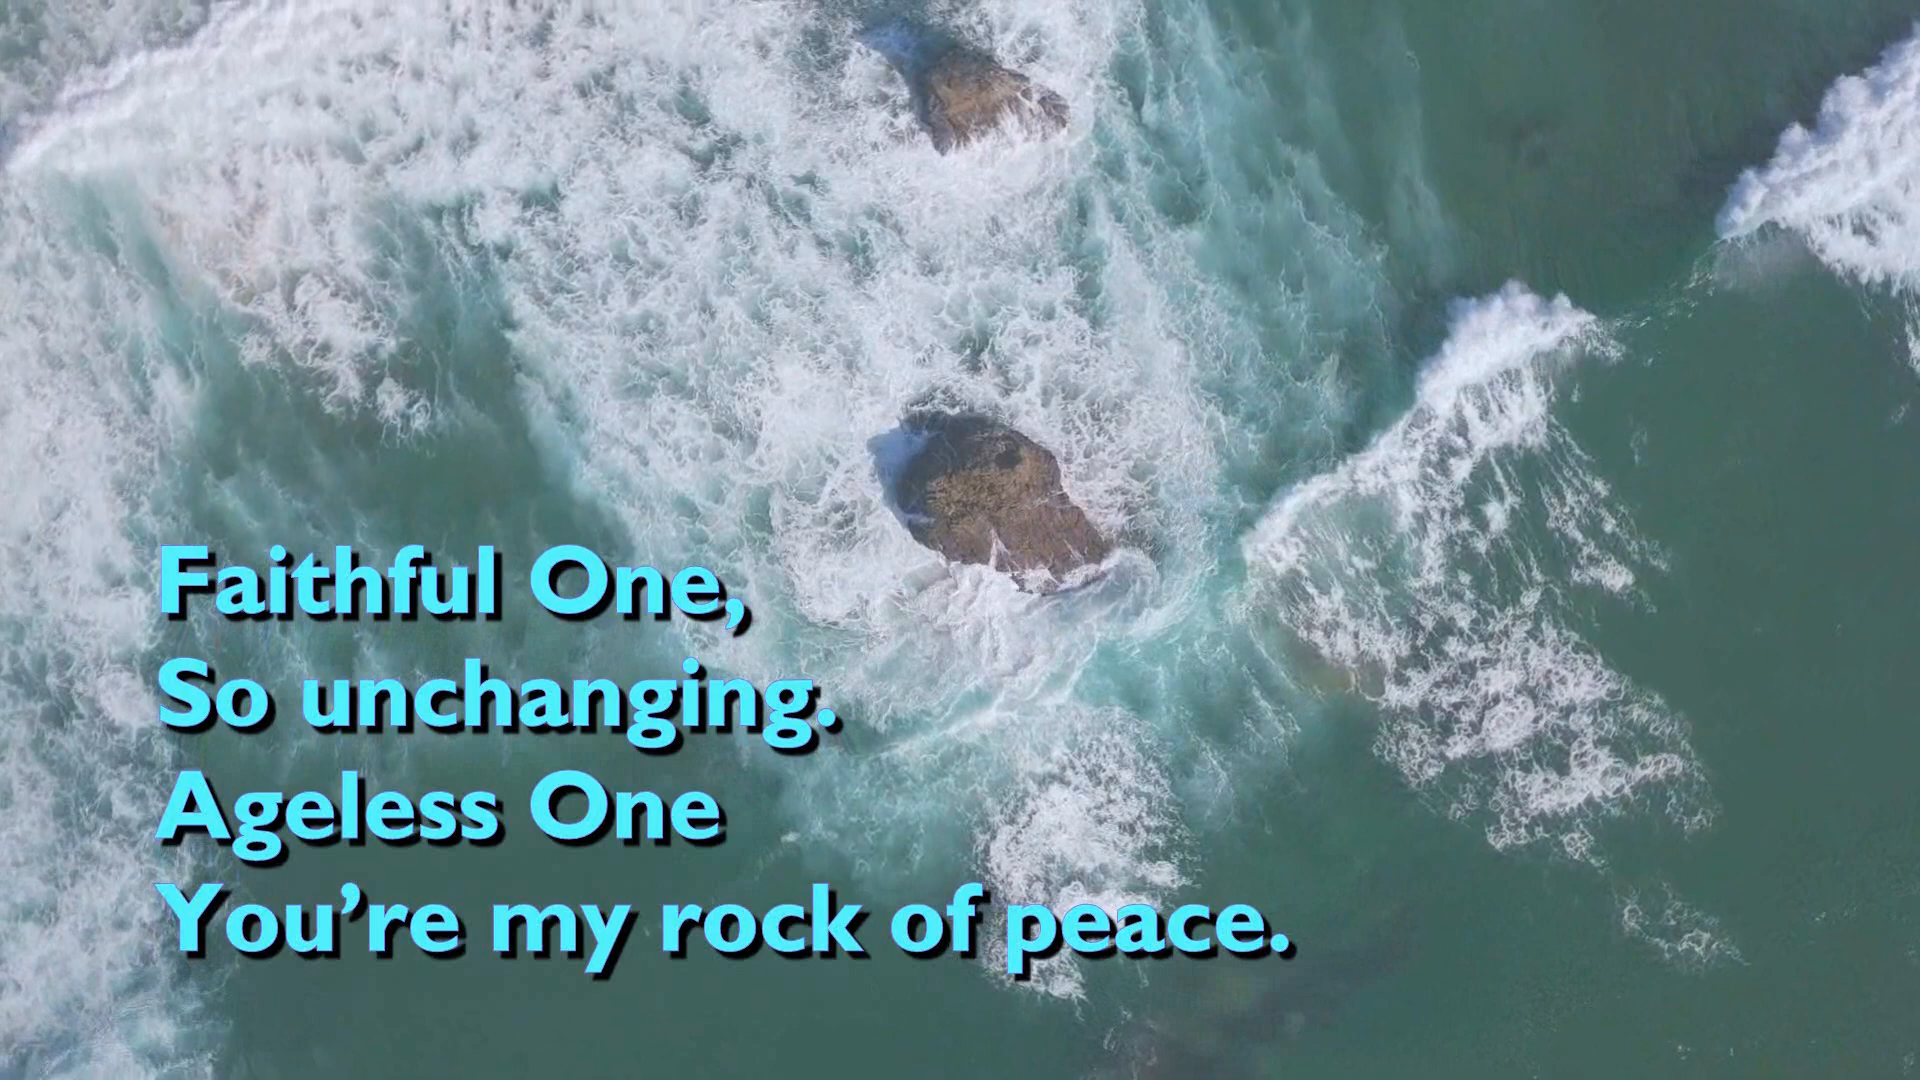 Faithful One,
So unchanging.
Ageless One
You’re my rock of peace.